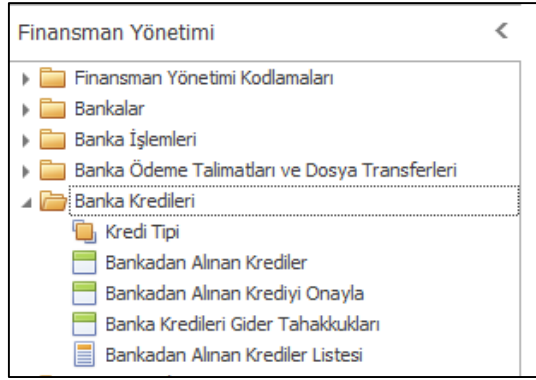 Finansman Yönetimi
Finansman Yönetimi Kodlamaları
Bankalar
Banka İşlemleri
Banka Ödeme Talimatları ve Dosya Transferleri
Banka Kredileri
Kredi Tipi
Bankadan Alınan Krediler
Bankadan Alınan Krediyi Onayla
Banka Kredileri Gider Tahakkukları
Bankadan Alınan Krediler Listesi